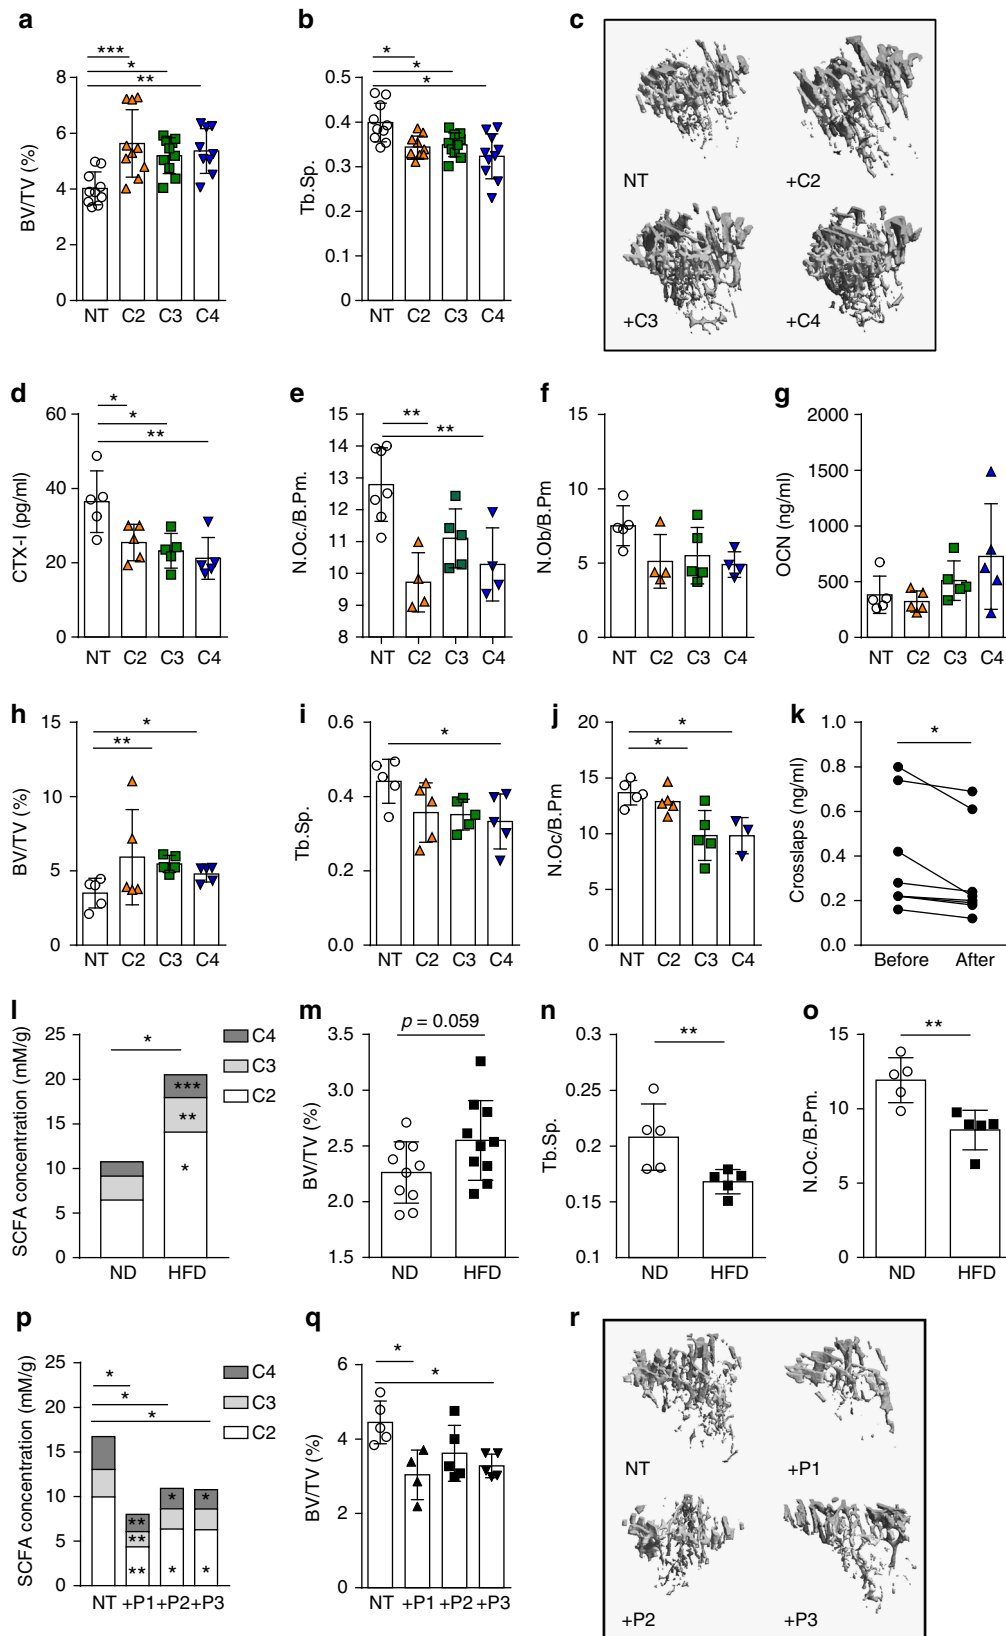 a
***
*
**
BV/TV (%)
8
6
4
2
0
NT C2 C3 C4
b
*
*
*
Tb.Sp.
0.5
0.4
0.3
0.2
0.1
0
NT C2 C3 C4
c
NT
+C2
+C3
+C4
d
*
*
**
CTX-I (pg/ml)
60
40
20
0
NT C2 C3 C4
e
**
**
N.Oc./B.Pm.
15
14
13
12
11
10
9
8
NT C2 C3 C4
f
N.Ob/B.Pm
15
10
5
0
NT C2 C3 C4
g
OCN (ng/ml)
2000
1500
1000
500
0
NT C2 C3 C4
h
*
**
BV/TV (%)
15
10
5
0
NT C2 C3 C4
i
*
Tb.Sp.
0.6
0.4
0.2
0.0
NT C2 C3 C4
j
*
*
N.Oc/B.Pm
20
15
10
5
0
NT C2 C3 C4
k
*
Crosslaps (ng/ml)
1.0
0.8
0.6
0.4
0.2
0.0
Before After
l
C4
C3
C2
*
***
**
*
SCFA concentration (mM/g)
25
20
15
10
5
0
ND HFD
m
p = 0.059
BV/TV (%)
3.5
3.0
2.5
2.0
1.5
ND HFD
n
**
Tb.Sp.
0.3
0.25
0.2
0.15
0.1
ND HFD
o
**
N.Oc./B.Pm.
15
10
5
0
ND HFD
p
C4
C3
C2
*
*
*
** * *
**
** * *
SCFA concentration (mM/g)
25
20
15
10
5
0
NT +P1 +P2 +P3
q
*
*
BV/TV (%)
6
4
2
0
NT +P1 +P2 +P3
r
NT
+P1
+P2
+P3